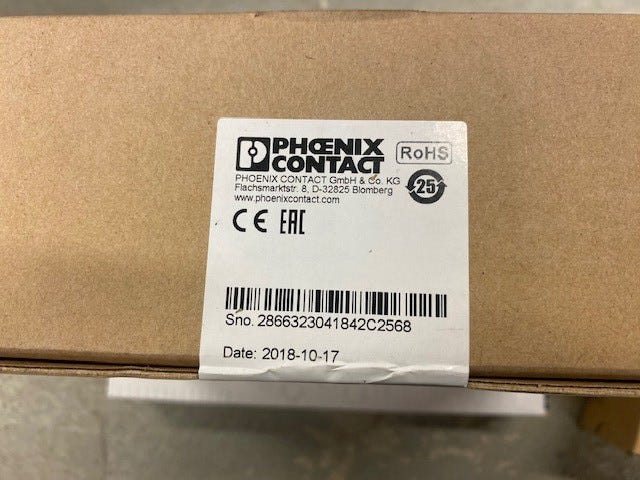 PHŒNIX
CONTACT
RoHS
PHOENIX CONTACT GmbH & Co. KG
Flachsmarktstr. 8, D-32825 Blomberg
www.phoenixcontact.com
25
CE EAC
Sno. 2866323041842C2568
Date: 2018-10-17